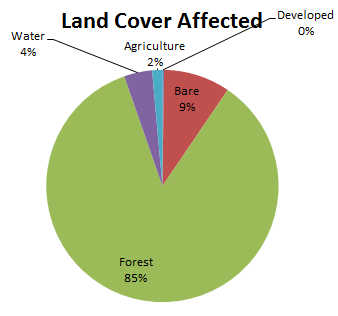 Land Cover Affected
Developed
0%
Bare
9%
Forest
85%
Water
4%
Agriculture
2%